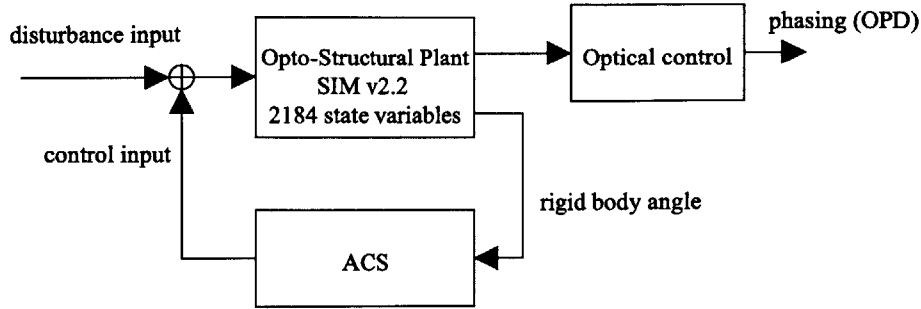 phasing (OPD)
disturbance input
Opto-Structural Plant
SIM v2.2
2184 state variables
Optical control
control input
rigid body angle
ACS